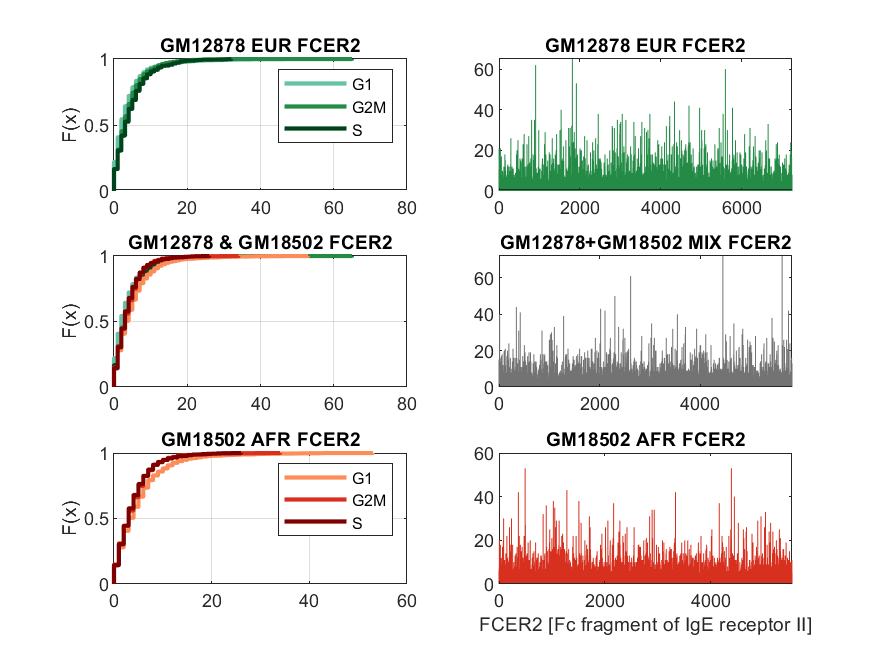 GM12878 EUR FCER2
F(x)
1
0.5
0
0 20 40 60 80
G1
G2M
S
GM12878 EUR FCER2
60
40
20
0
0 2000 4000 6000
GM12878 & GM18502 FCER2
F(x)
1
0.5
0
0 20 40 60 80
GM12878+GM18502 MIX FCER2
60
40
20
0
0 2000 4000
GM18502 AFR FCER2
F(x)
1
0.5
0
0 20 40 60
G1
G2M
S
GM18502 AFR FCER2
60
40
20
0
0 2000 4000
FCER2 [Fc fragment of IgE receptor II]